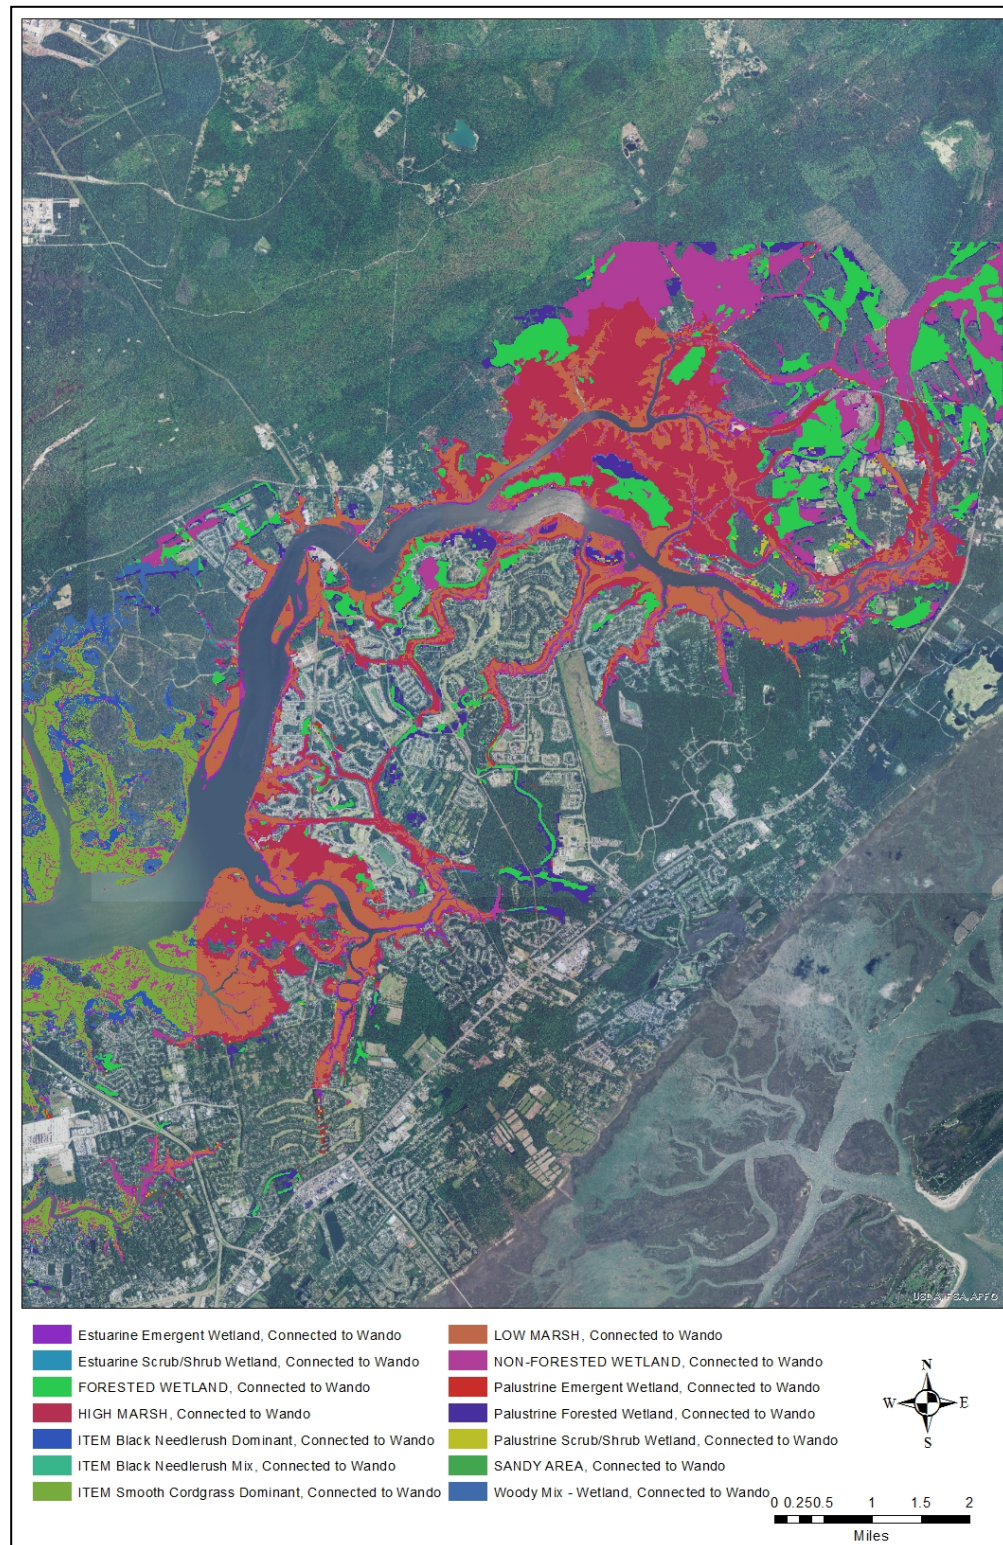 USDA, FSA, APFO
Estuarine Emergent Wetland, Connected to Wando
Estuarine Scrub/Shrub Wetland, Connected to Wando
FORESTED WETLAND, Connected to Wando
HIGH MARSH, Connected to Wando
ITEM Black Needlerush Dominant, Connected to Wando
ITEM Black Needlerush Mix, Connected to Wando
ITEM Smooth Cordgrass Dominant, Connected to Wando
LOW MARSH, Connected to Wando
NON-FORESTED WETLAND, Connected to Wando
Palustrine Emergent Wetland, Connected to Wando
Palustrine Forested Wetland, Connected to Wando
Palustrine Scrub/Shrub Wetland, Connected to Wando
SANDY AREA, Connected to Wando
Woody Mix - Wetland, Connected to Wando
N
W E
S
0 0.25 0.5 1 1.5 2
Miles